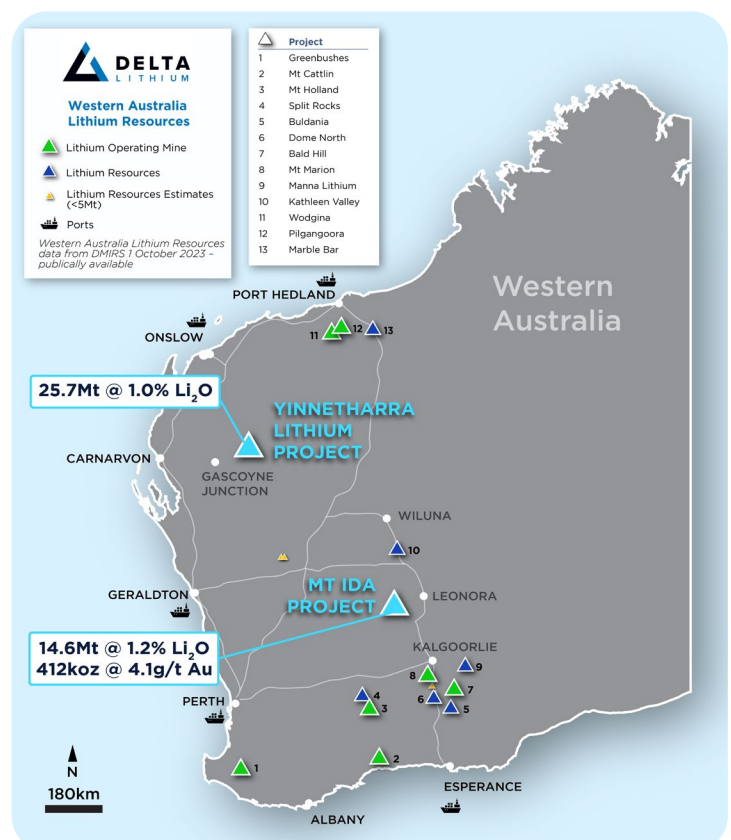 DELTA
LITHIUM
Western Australia
Lithium Resources
Lithium Operating Mine
Lithium Resources
Lithium Resources Estimates
(<5Mt)
Ports
Western Australia Lithium Resources
data from DMIRS 1 October 2023 –
publically available
Project
1 Greenbushes
2 Mt Cattlin
3 Mt Holland
4 Split Rocks
5 Buldania
6 Dome North
7 Bald Hill
8 Mt Marion
9 Manna Lithium
10 Kathleen Valley
11 Wodgina
12 Pilgangoora
13 Marble Bar
Western
Australia
PORT HEDLAND
ONSLOW
11
12
13
25.7Mt @ 1.0% Li₂O
YINNETHARRA
LITHIUM
PROJECT
CARNARVON
GASCOYNE
JUNCTION
WILUNA
10
MT IDA
PROJECT
GERALDTON
LEONORA
14.6Mt @ 1.2% Li₂O
412koz @ 4.1g/t Au
KALGOORLIE
9
8
7
6
5
4
3
PERTH
2
1
N
180km
ESPERANCE
ALBANY